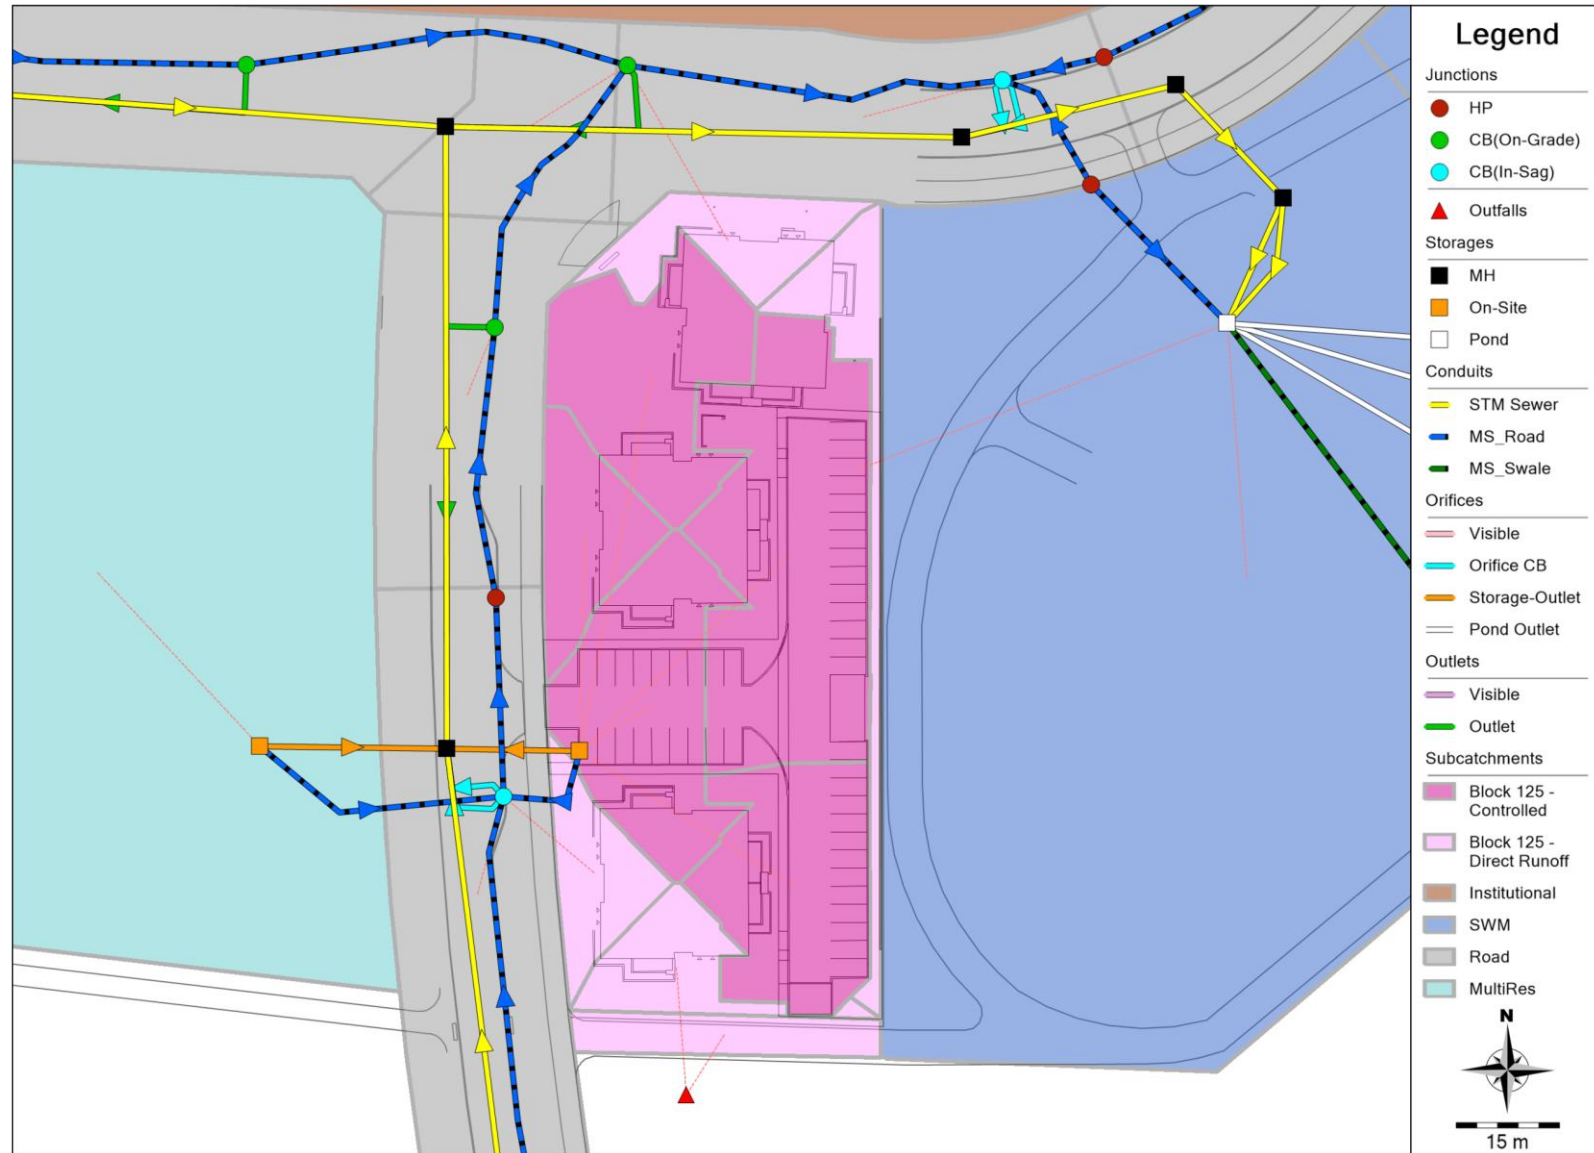 Legend
Junctions
HP
CB(On-Grade)
CB(In-Sag)
Outfalls
Storages
MH
On-Site
Pond
Conduits
STM Sewer
MS_Road
MS_Swale
Orifices
Visible
Orifice CB
Storage-Outlet
Pond Outlet
Outlets
Visible
Outlet
Subcatchments
Block 125 -
Controlled
Block 125 -
Direct Runoff
Institutional
SWM
Road
MultiRes
N
15 m